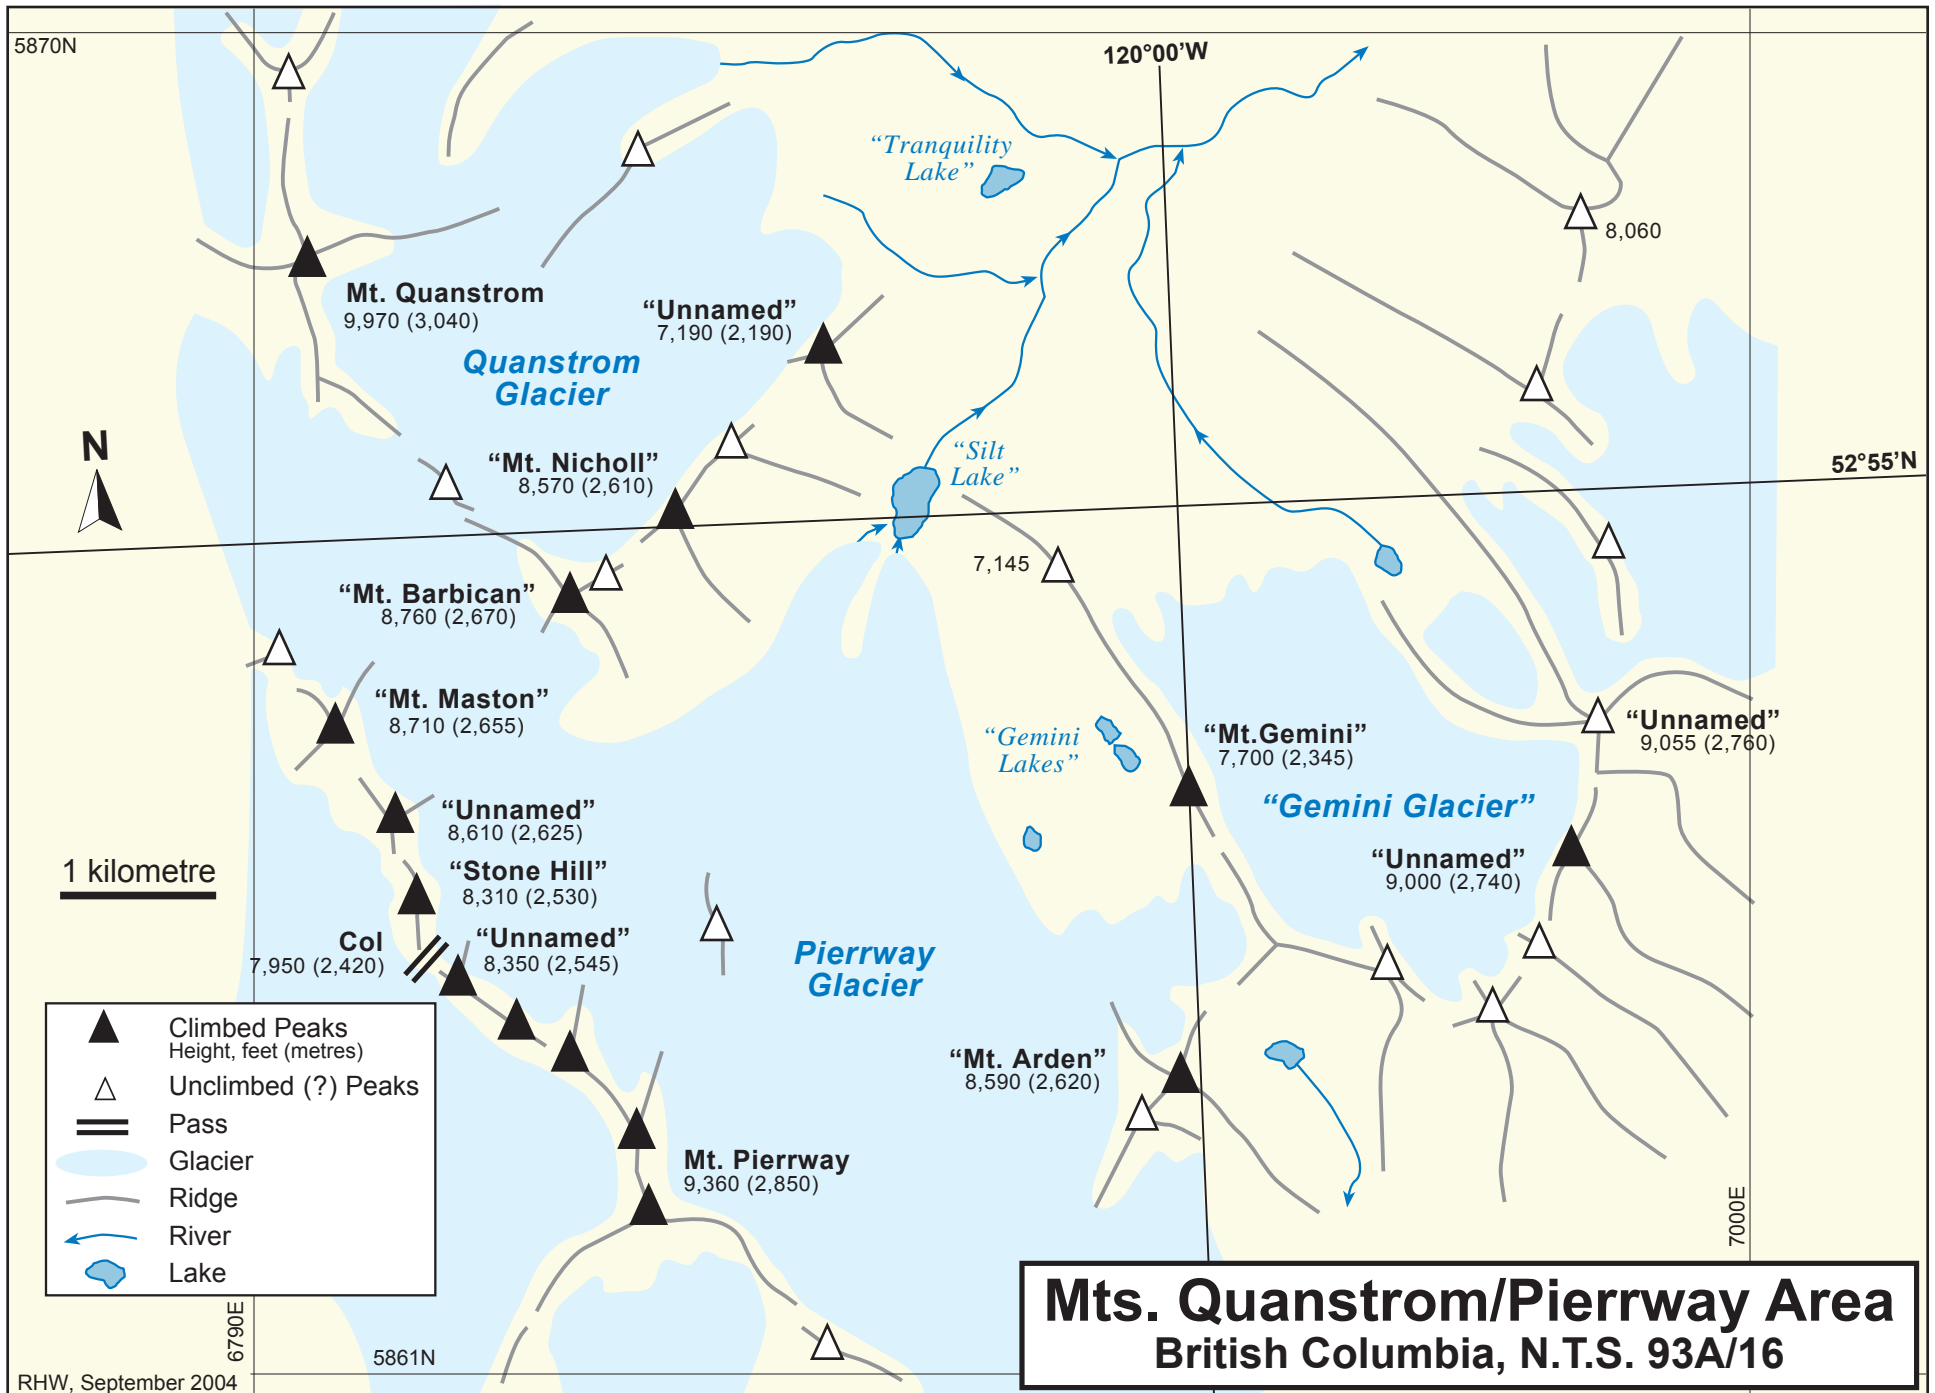 5870N
120°00'W
“Tranquility
Lake”
8,060
Mt. Quanstrom
9,970 (3,040)
“Unnamed”
7,190 (2,190)
Quanstrom
Glacier
N
“Mt. Nicholl”
8,570 (2,610)
“Silt
Lake”
52°55'N
7,145
“Mt. Barbican”
8,760 (2,670)
“Mt. Maston”
8,710 (2,655)
“Gemini
Lakes”
“Mt.Gemini”
7,700 (2,345)
“Unnamed”
9,055 (2,760)
“Unnamed”
8,610 (2,625)
“Gemini Glacier”
1 kilometre
“Stone Hill”
8,310 (2,530)
“Unnamed”
9,000 (2,740)
Col
7,950 (2,420)
“Unnamed”
8,350 (2,545)
Pierrway
Glacier
“Mt. Arden”
8,590 (2,620)
Mt. Pierrway
9,360 (2,850)
Climbed Peaks
Height, feet (metres)
Unclimbed (?) Peaks
Pass
Glacier
Ridge
River
Lake
6790E
7000E
5861N
RHW, September 2004
Mts. Quanstrom/Pierrway Area
British Columbia, N.T.S. 93A/16